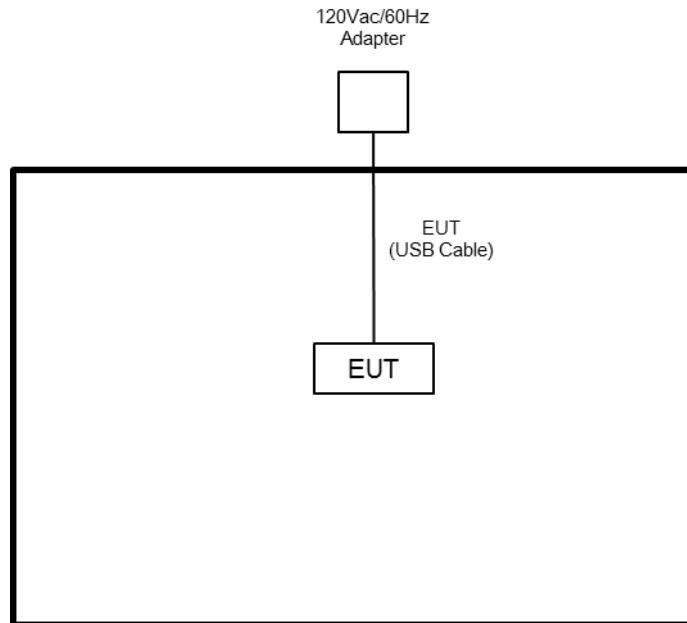 120Vac/60Hz
Adapter
EUT
(USB Cable)
EUT